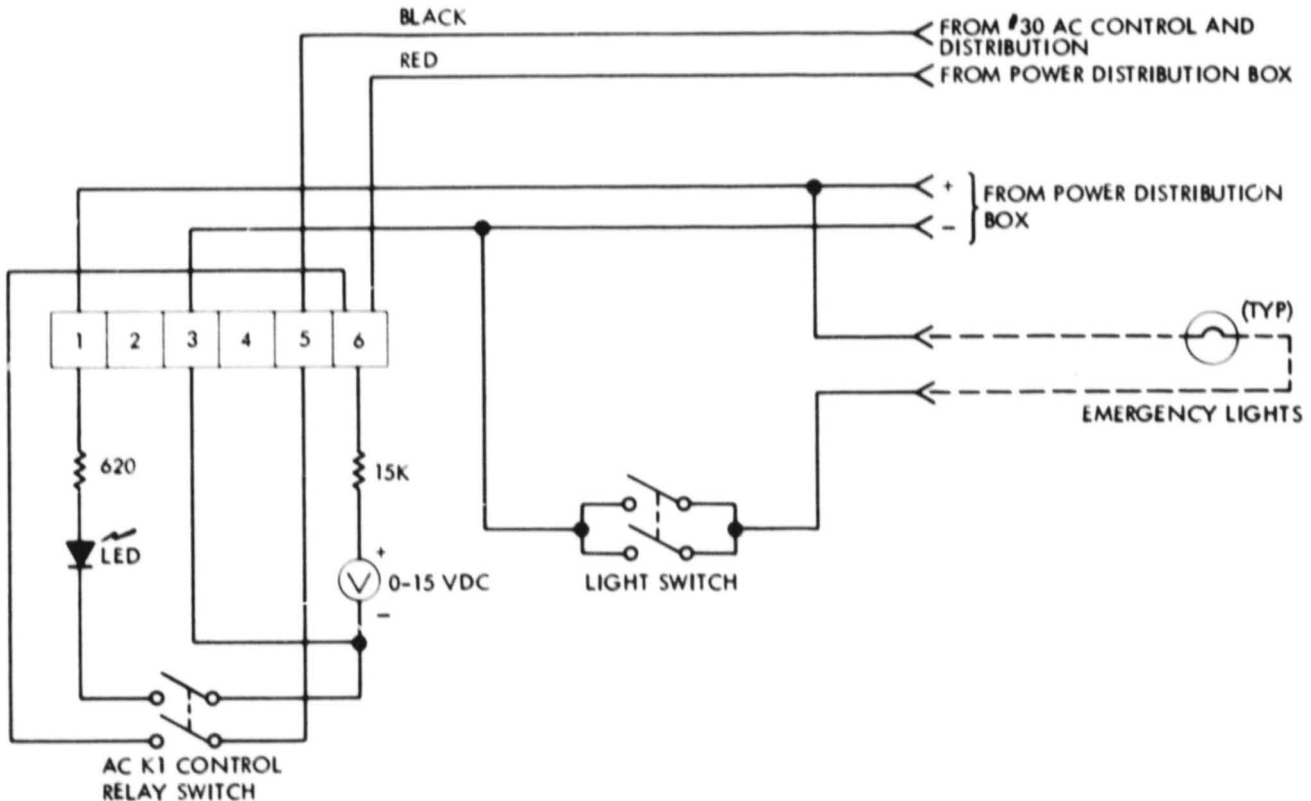 BLACK
FROM #30 AC CONTROL AND
DISTRIBUTION
RED
FROM POWER DISTRIBUTION BOX
+
FROM POWER DISTRIBUTION
BOX
−
1 2 3 4 5 6
(TYP)
EMERGENCY LIGHTS
620
15K
LED
+
0-15 VDC
−
LIGHT SWITCH
AC K1 CONTROL
RELAY SWITCH
V